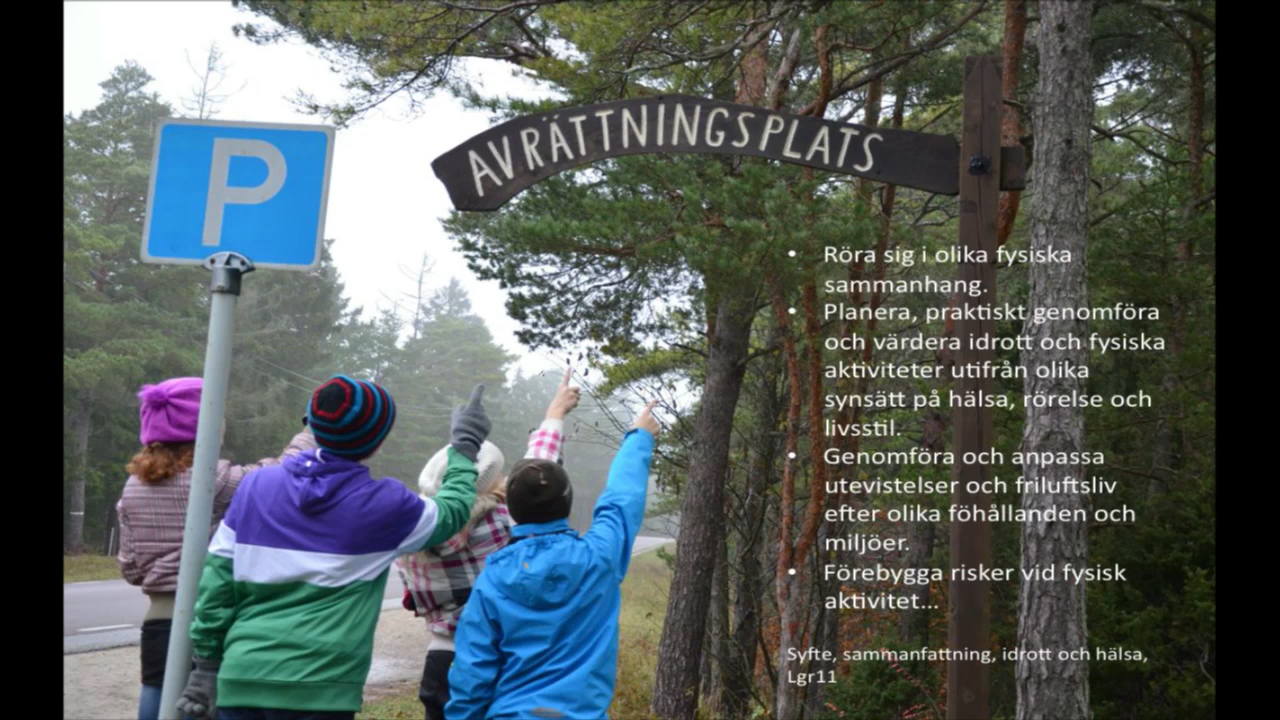 P
AVRÄTTNINGSPLATS
• Röra sig i olika fysiska
sammanhang.
• Planera, praktiskt genomföra
och värdera idrott och fysiska
aktiviteter utifrån olika
synsätt på hälsa, rörelse och
livsstil.
• Genomföra och anpassa
utevistelser och friluftsliv
efter olika föhållanden och
miljöer.
• Förebygga risker vid fysisk
aktivitet...
Syfte, sammanfattning, idrott och hälsa,
Lgr11